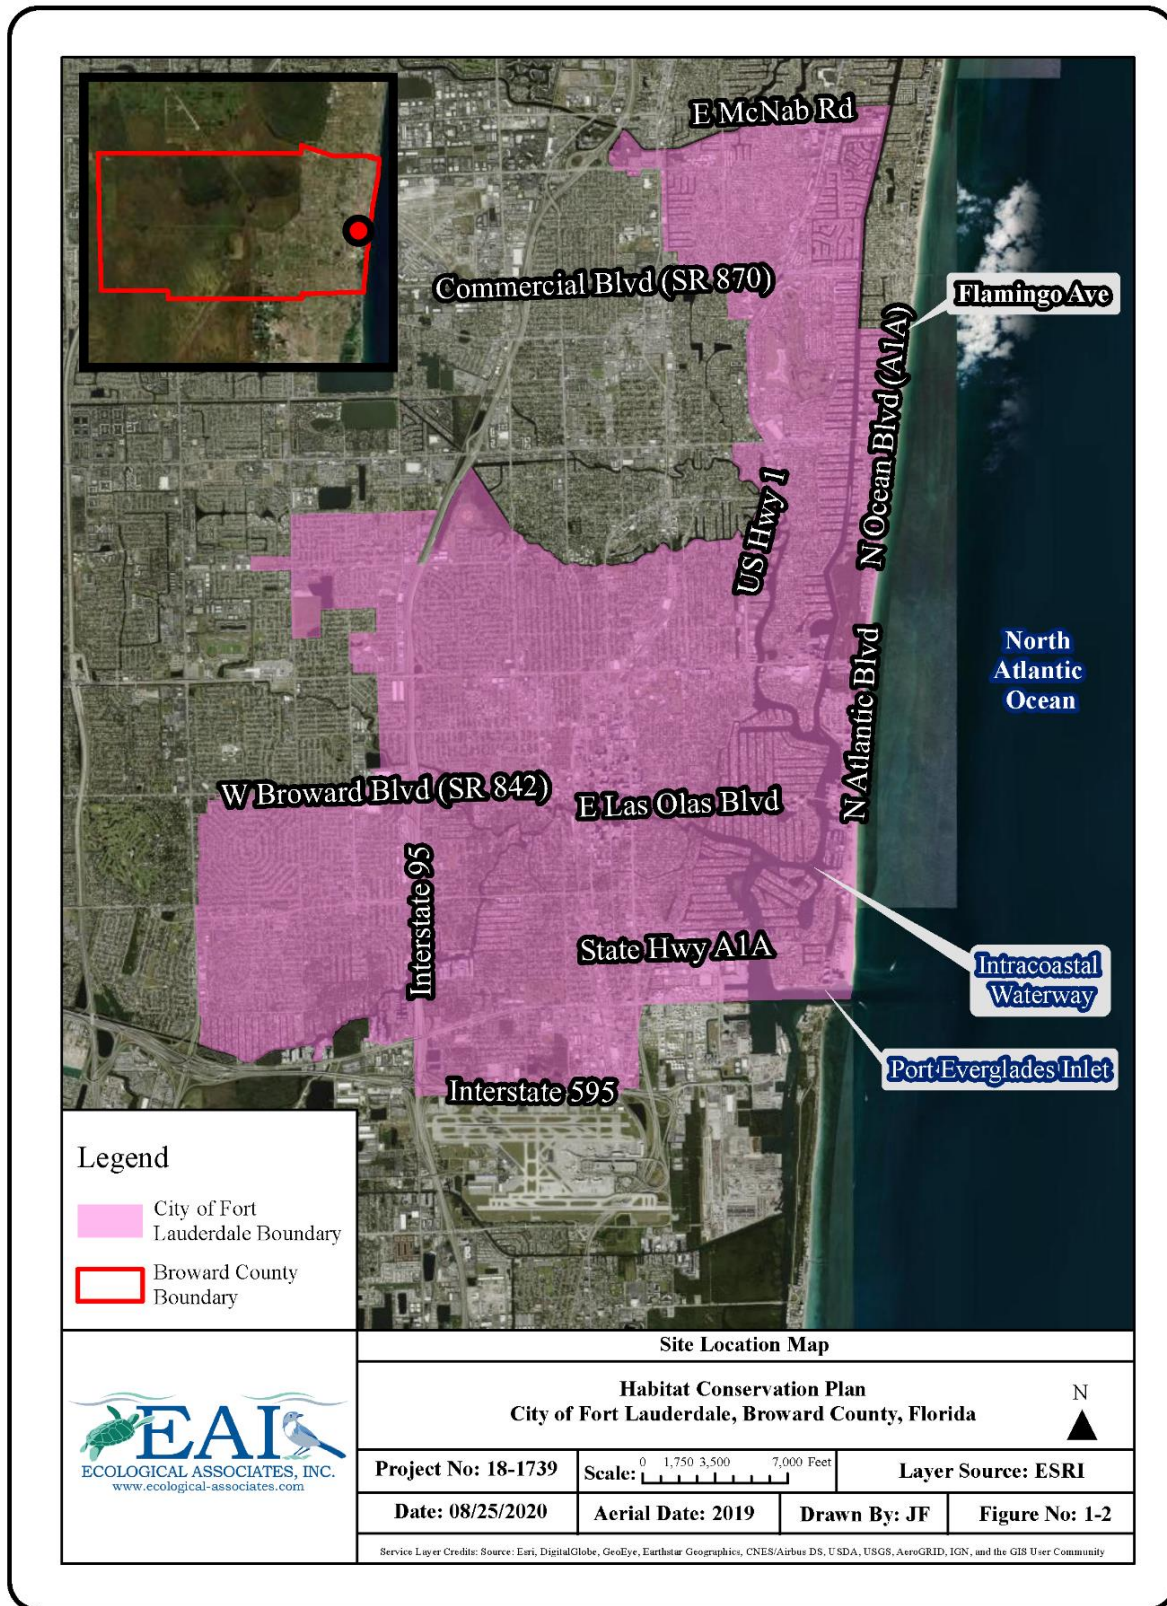 E McNab Rd
Commercial Blvd (SR 870)
Flamingo Ave
N Ocean Blvd (A1A)
US Hwy 1
North
Atlantic
Ocean
N Atlantic Blvd
W Broward Blvd (SR 842)
E Las Olas Blvd
Interstate 95
State Hwy A1A
Intracoastal
Waterway
Port Everglades Inlet
Interstate 595
Legend
City of Fort
Lauderdale Boundary
Broward County
Boundary
Site Location Map
Habitat Conservation Plan
City of Fort Lauderdale, Broward County, Florida
N
EAI
ECOLOGICAL ASSOCIATES, INC.
www.ecological-associates.com
Project No: 18-1739
Scale: 0 1,750 3,500 7,000 Feet
Layer Source: ESRI
Date: 08/25/2020
Aerial Date: 2019
Drawn By: JF
Figure No: 1-2
Service Layer Credits: Source: Esri, DigitalGlobe, GeoEye, Earthstar Geographics, CNES/Airbus DS, USDA, USGS, AeroGRID, IGN, and the GIS User Community